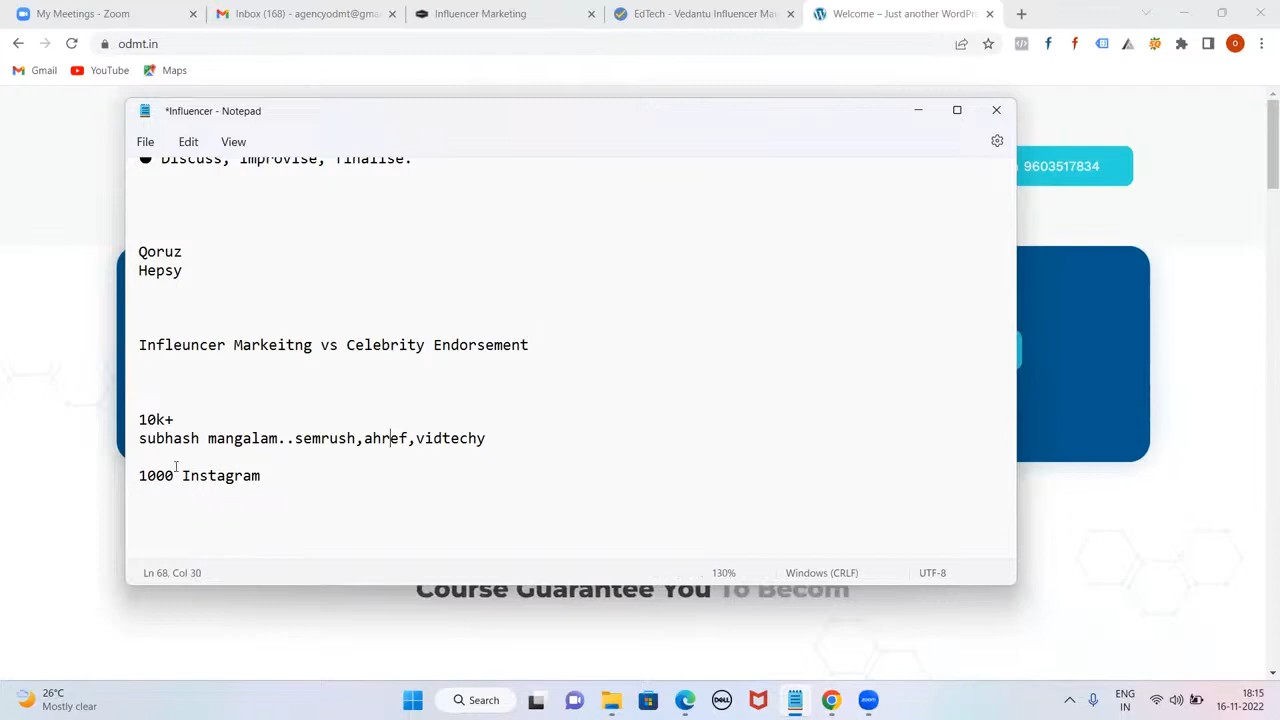 My Meetings - Zoom
Inbox (168) - agencyodmt@gmai
Influencer Marketing
EdTech - Vedantu Influencer Mar
Welcome – Just another WordPr
odmt.in
Gmail
YouTube
Maps
*Influencer - Notepad
File Edit View
● Discuss, improvise, finalise.
9603517834
Qoruz
Hepsy
Infleuncer Markeitng vs Celebrity Endorsement
10k+
subhash mangalam..semrush,ahref,vidtechy
1000 Instagram
Ln 68, Col 30
130%
Windows (CRLF)
UTF-8
Course Guarantee You To Becom
26°C
Mostly clear
Search
DELL
ENG
IN
18:15
16-11-2022